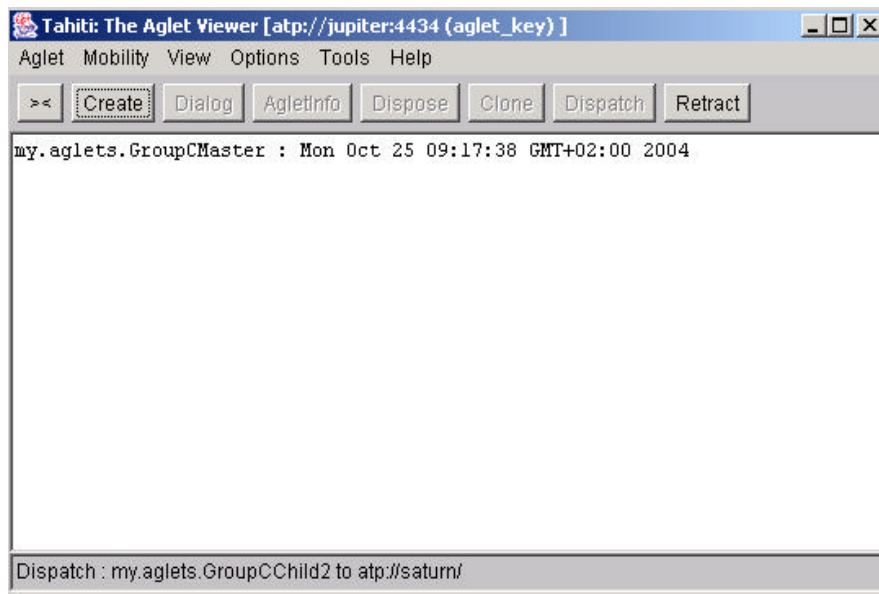 Tahiti: The Aglet Viewer [atp://jupiter:4434 (aglet_key) ]
Aglet Mobility View Options Tools Help
>< Create Dialog AgletInfo Dispose Clone Dispatch Retract
my.aglets.GroupCMaster : Mon Oct 25 09:17:38 GMT+02:00 2004
Dispatch : my.aglets.GroupCChild2 to atp://saturn/